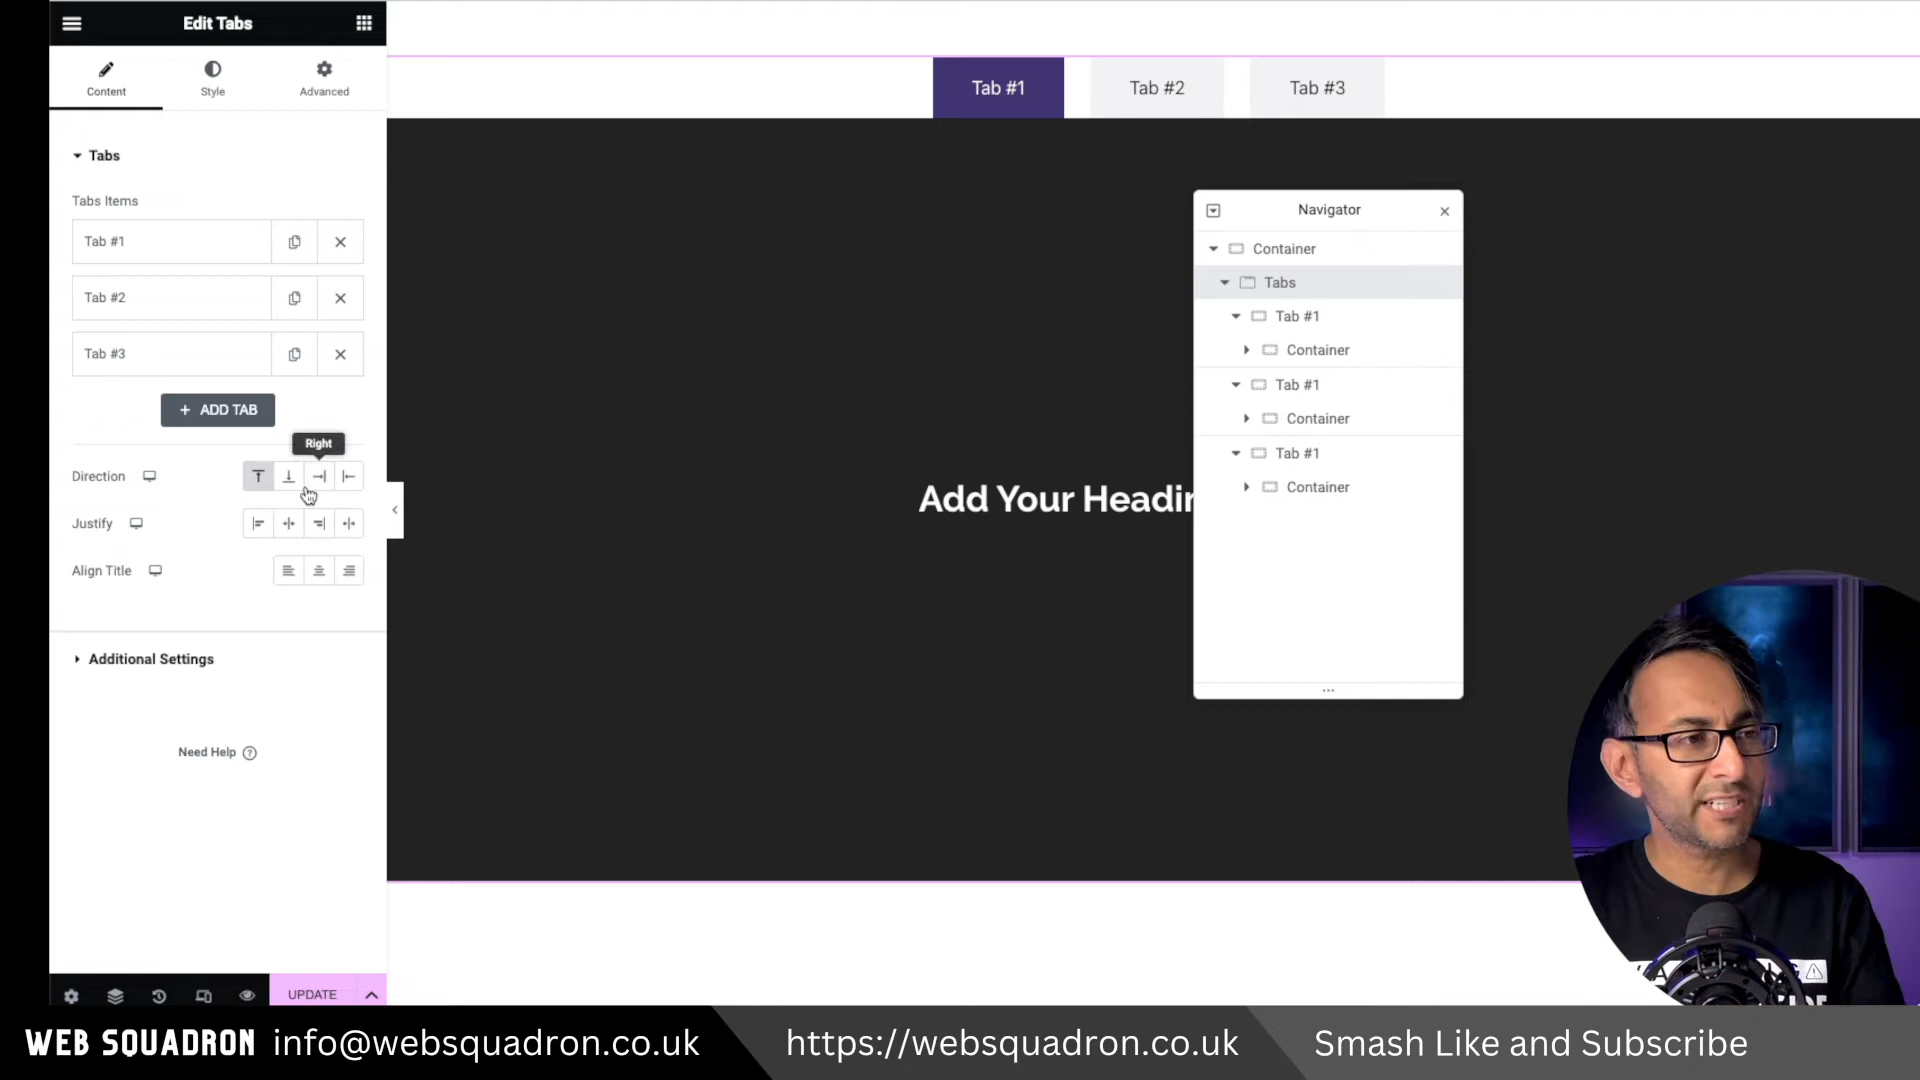 Edit Tabs
Content
Style
Advanced
Tabs
Tabs Items
Tab #1
Tab #2
Tab #3
+ ADD TAB
Right
Direction
Justify
Align Title
Additional Settings
Need Help ?
UPDATE
Tab #1
Tab #2
Tab #3
Add Your Headin
Navigator
Container
Tabs
Tab #1
Container
Tab #1
Container
Tab #1
Container
WEB SQUADRON
info@websquadron.co.uk
https://websquadron.co.uk
Smash Like and Subscribe